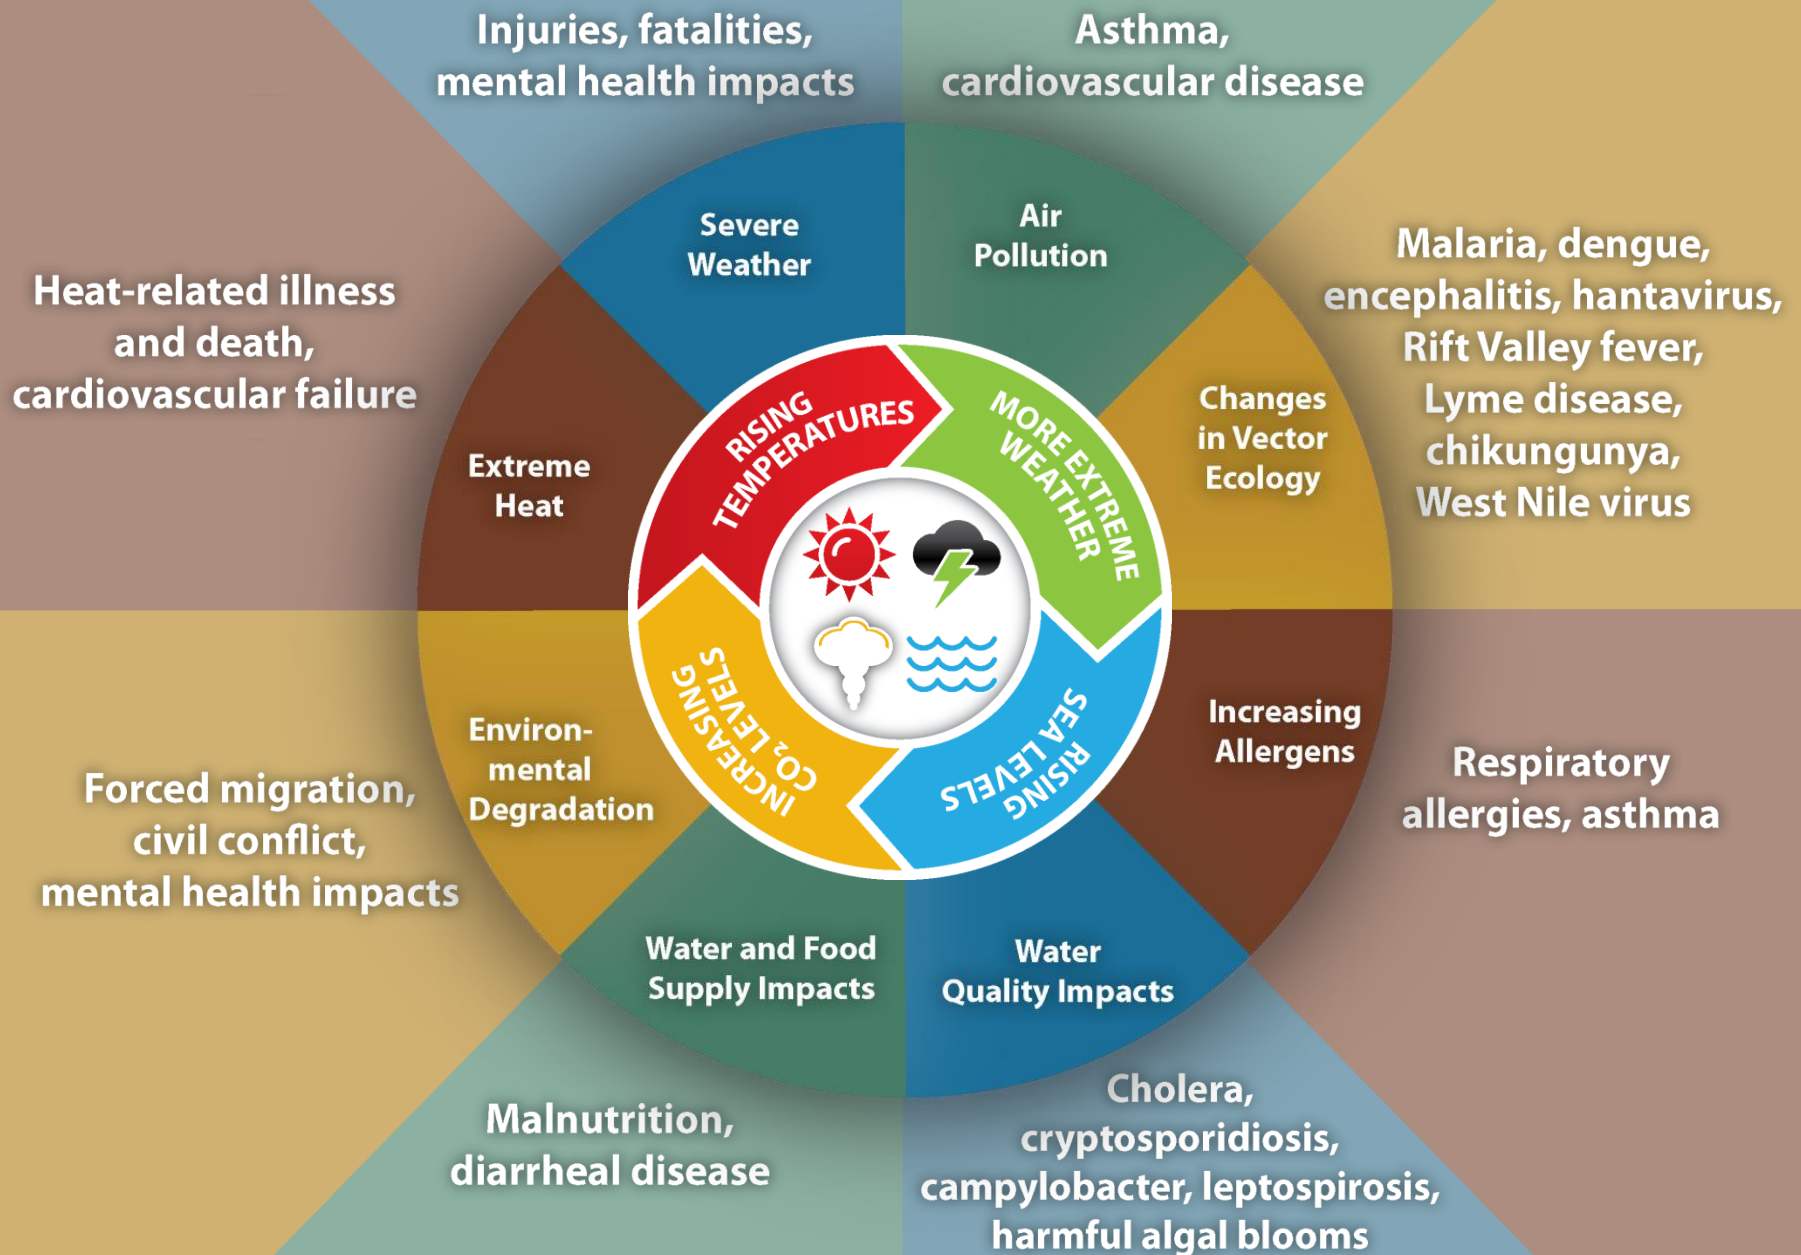 Injuries, fatalities,
mental health impacts
Asthma,
cardiovascular disease
Severe
Weather
Air
Pollution
Heat-related illness
and death,
cardiovascular failure
Malaria, dengue,
encephalitis, hantavirus,
Rift Valley fever,
Lyme disease,
chikungunya,
West Nile virus
Extreme
Heat
Changes
in Vector
Ecology
RISING
TEMPERATURES
MORE EXTREME
WEATHER
INCREASING
CO₂ LEVELS
RISING
SEA LEVELS
Environ-
mental
Degradation
Increasing
Allergens
Forced migration,
civil conflict,
mental health impacts
Respiratory
allergies, asthma
Water and Food
Supply Impacts
Water
Quality Impacts
Malnutrition,
diarrheal disease
Cholera,
cryptosporidiosis,
campylobacter, leptospirosis,
harmful algal blooms